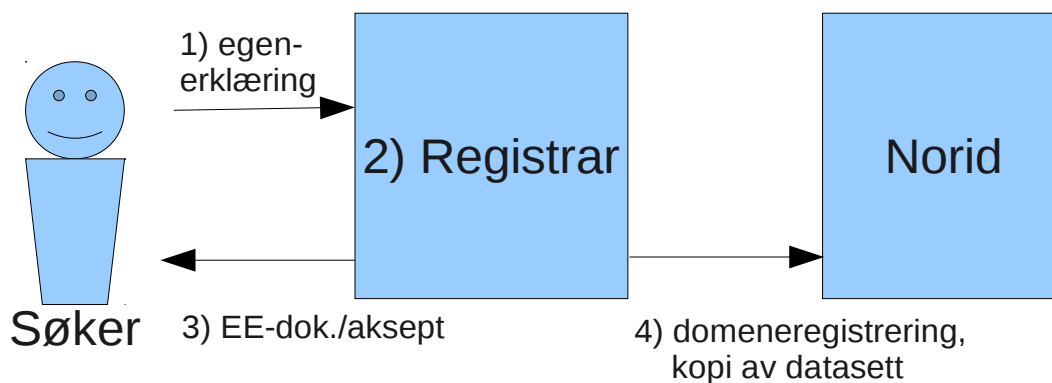 1) egen-
erklæring
2) Registrar
Norid
Søker
3) EE-dok./aksept
4) domeneregistrering,
kopi av datasett